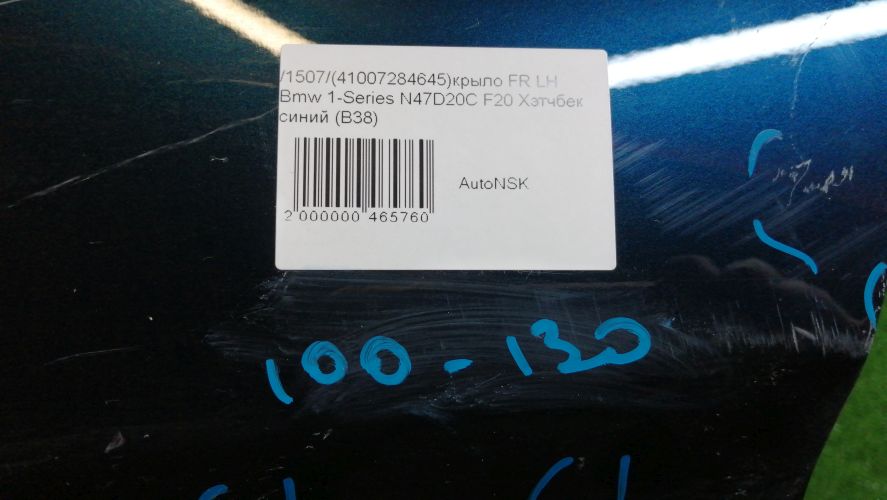 /1507/(41007284645)крыло FR LH
Bmw 1-Series N47D20C F20 Хэтчбек
синий (B38)
AutoNSK
2 000000 465760
100-130